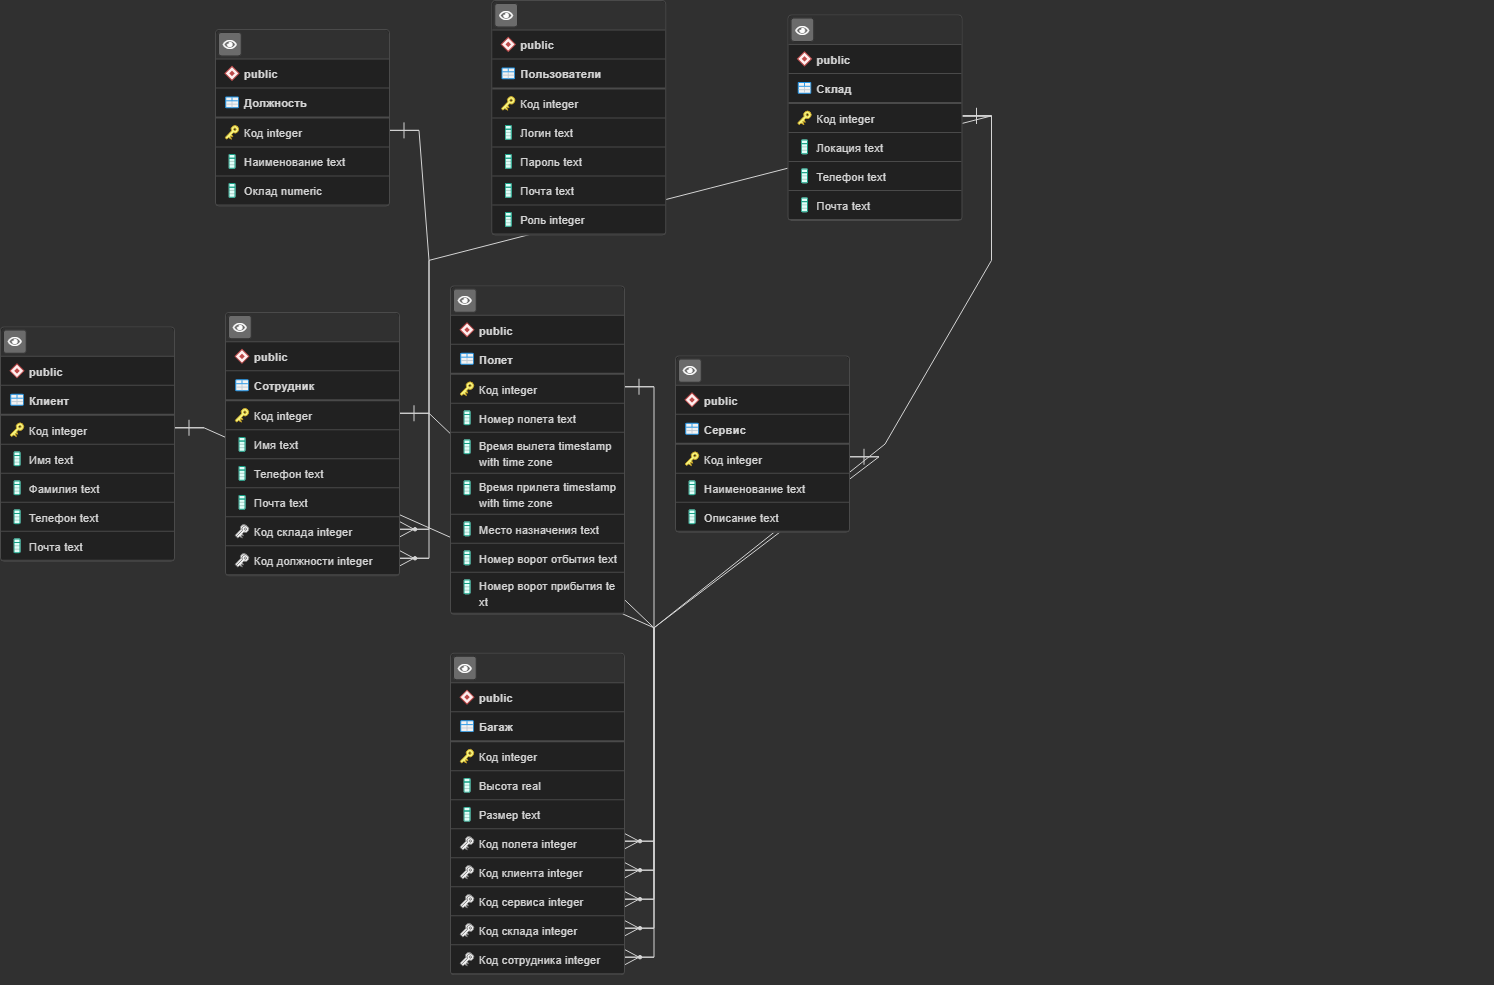 public
Должность
Код integer
Наименование text
Оклад numeric
public
Пользователи
Код integer
Логин text
Пароль text
Почта text
Роль integer
public
Склад
Код integer
Локация text
Телефон text
Почта text
public
Клиент
Код integer
Имя text
Фамилия text
Телефон text
Почта text
public
Сотрудник
Код integer
Имя text
Телефон text
Почта text
Код склада integer
Код должности integer
public
Полет
Код integer
Номер полета text
Время вылета timestamp
with time zone
Время прилета timestamp
with time zone
Место назначения text
Номер ворот отбытия text
Номер ворот прибытия te
xt
public
Сервис
Код integer
Наименование text
Описание text
public
Багаж
Код integer
Высота real
Размер text
Код полета integer
Код клиента integer
Код сервиса integer
Код склада integer
Код сотрудника integer